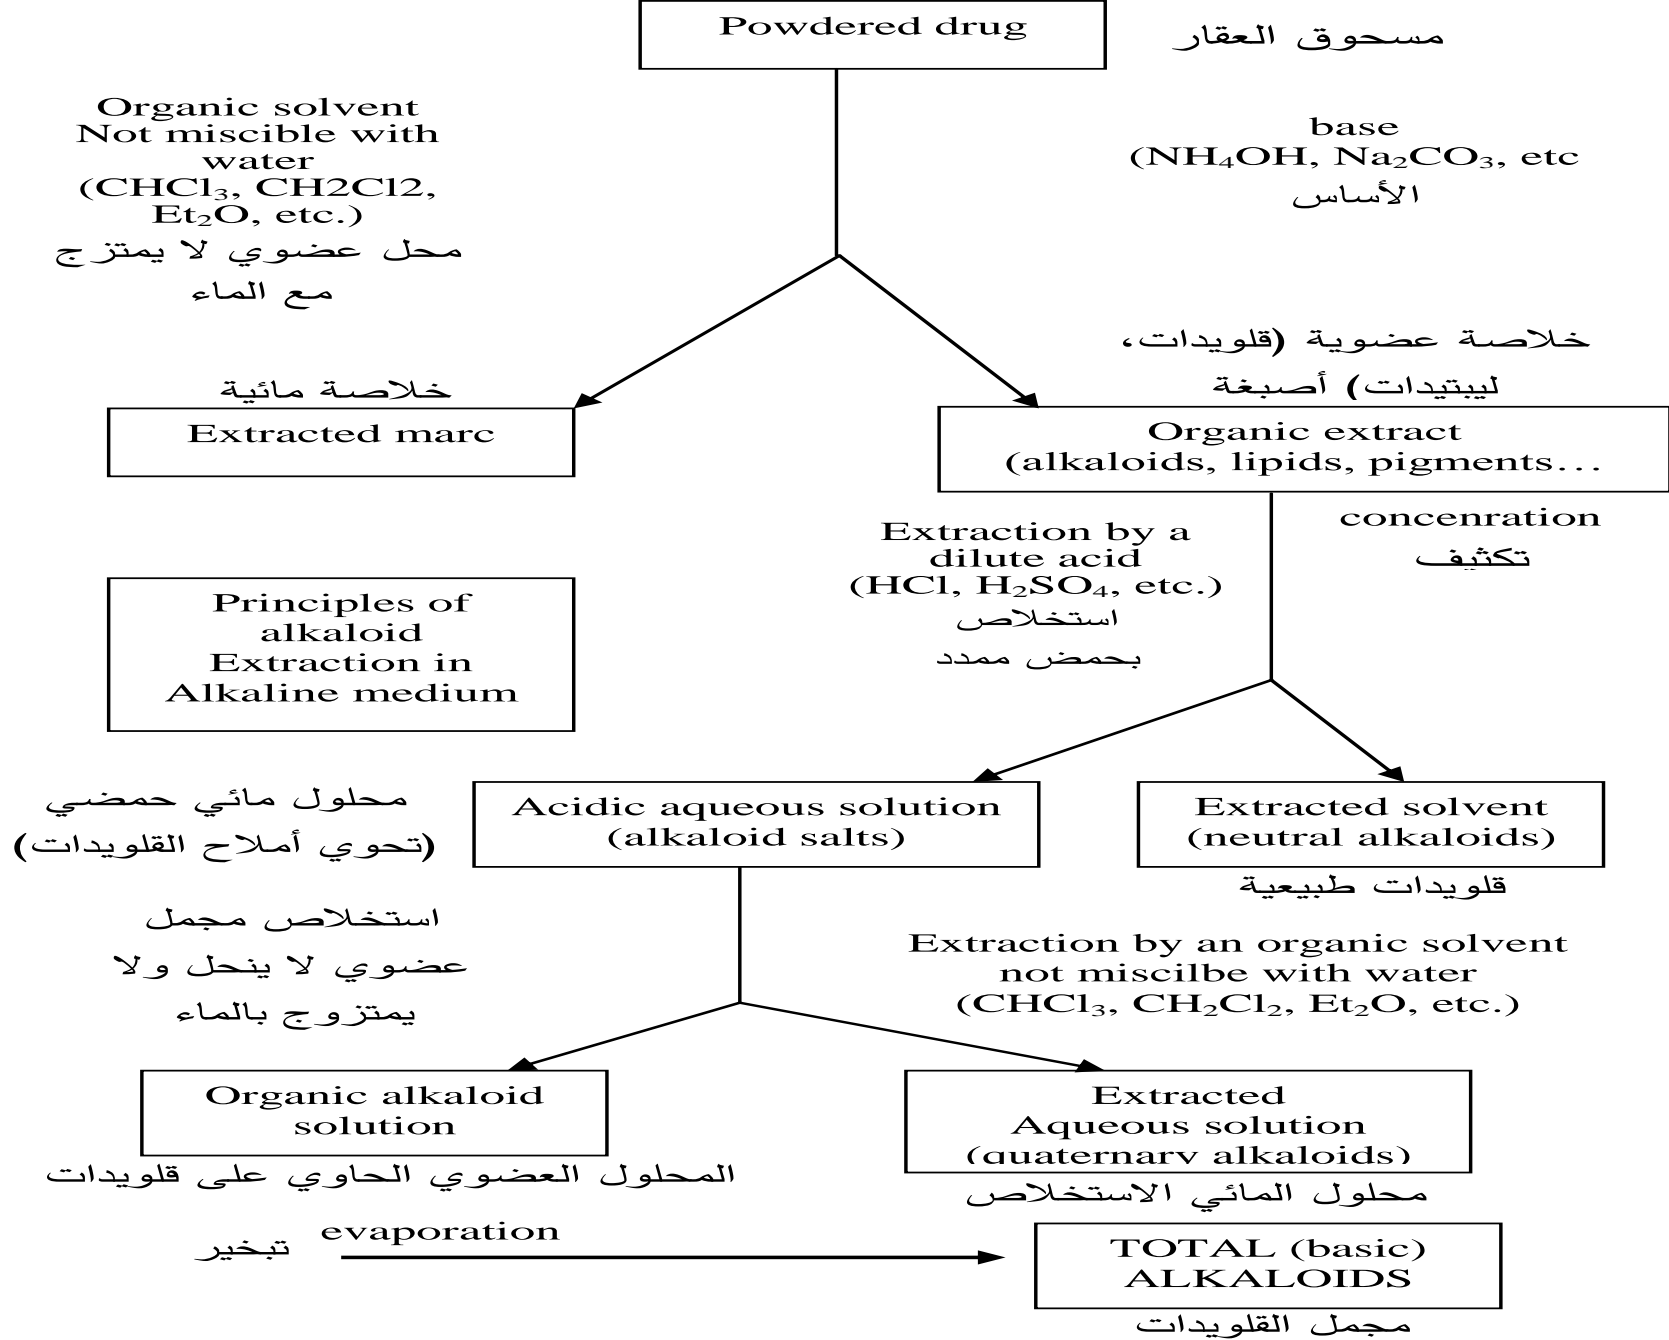 Powdered drug
مسحوق العقار
Organic solvent
Not miscible with
water
(CHCl₃, CH2Cl2,
Et₂O, etc.)
محل عضوي لا يمتزج
مع الماء
base
(NH₄OH, Na₂CO₃, etc
الأساس
خلاصة مائية
Extracted marc
خلاصة عضوية (قلويدات،
ليبتيدات) أصبغة
Organic extract
(alkaloids, lipids, pigments…
Extraction by a
dilute acid
(HCl, H₂SO₄, etc.)
استخلاص
بحمض ممدد
concenration
تكثيف
Principles of
alkaloid
Extraction in
Alkaline medium
محلول مائي حمضي
(تحوي أملاح القلويدات)
Acidic aqueous solution
(alkaloid salts)
Extracted solvent
(neutral alkaloids)
قلويدات طبيعية
استخلاص مجمل
عضوي لا ينحل ولا
يمتزوج بالماء
Extraction by an organic solvent
not miscilbe with water
(CHCl₃, CH₂Cl₂, Et₂O, etc.)
Organic alkaloid
solution
المحلول العضوي الحاوي على قلويدات
Extracted
Aqueous solution
(quaternary alkaloids)
محلول المائي الاستخلاص
evaporation
تبخير
TOTAL (basic)
ALKALOIDS
مجمل القلويدات